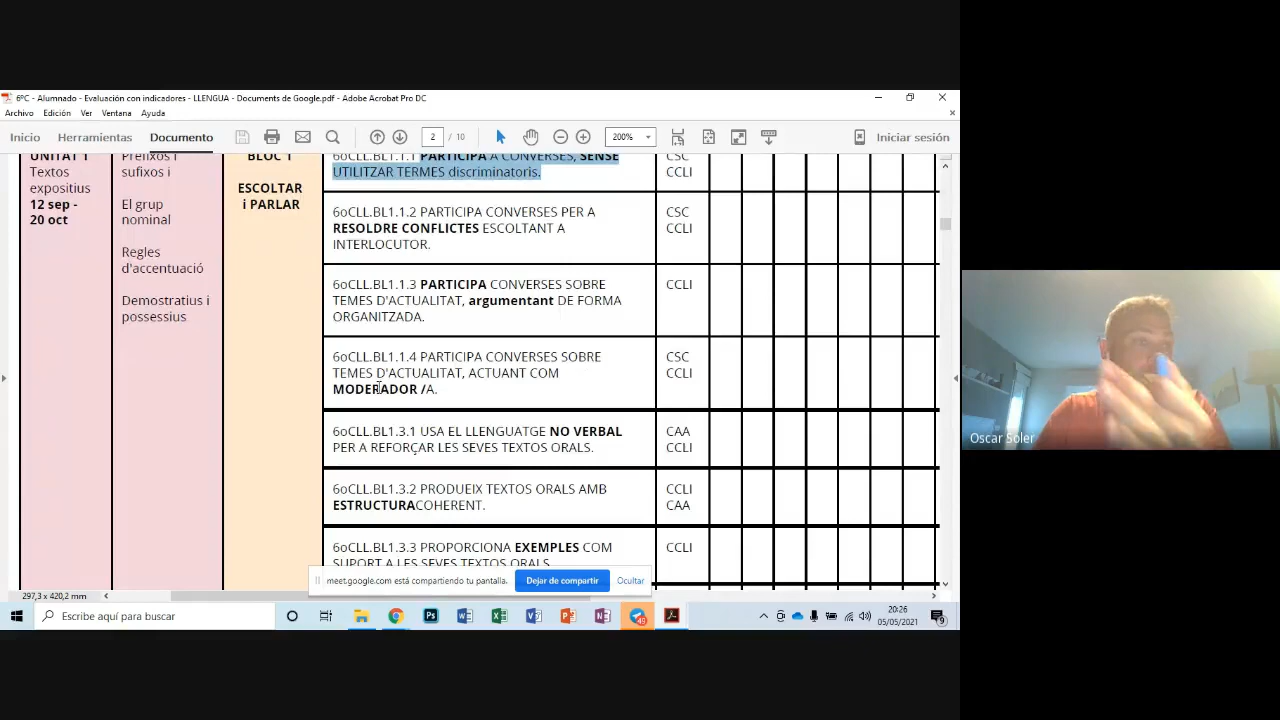 6ºC - Alumnado - Evaluación con indicadores - LLENGUA - Documents de Google.pdf - Adobe Acrobat Pro DC
Archivo Edición Ver Ventana Ayuda
Inicio Herramientas Documento 2 / 10 200% Iniciar sesión
UNITAT 1
Textos
expositius
12 sep -
20 oct
Prefixos i
sufixos i
El grup
nominal
Regles
d'accentuació
Demostratius i
possessius
BLOC 1
ESCOLTAR
i PARLAR
6oCLL.BL1.1.1 PARTICIPA A CONVERSES, SENSE
UTILITZAR TERMES discriminatoris.
CSC
CCLI
6oCLL.BL1.1.2 PARTICIPA CONVERSES PER A
RESOLDRE CONFLICTES ESCOLTANT A
INTERLOCUTOR.
CSC
CCLI
6oCLL.BL1.1.3 PARTICIPA CONVERSES SOBRE
TEMES D'ACTUALITAT, argumentant DE FORMA
ORGANITZADA.
CCLI
6oCLL.BL1.1.4 PARTICIPA CONVERSES SOBRE
TEMES D'ACTUALITAT, ACTUANT COM
MODERADOR /A.
CSC
CCLI
6oCLL.BL1.3.1 USA EL LLENGUATGE NO VERBAL
PER A REFORÇAR LES SEVES TEXTOS ORALS.
CAA
CCLI
6oCLL.BL1.3.2 PRODUEIX TEXTOS ORALS AMB
ESTRUCTURACOHERENT.
CCLI
CAA
6oCLL.BL1.3.3 PROPORCIONA EXEMPLES COM
SUPORT A LES SEVES TEXTOS ORALS
CCLI
meet.google.com está compartiendo tu pantalla. Dejar de compartir Ocultar
297,3 x 420,2 mm
Escribe aquí para buscar
49
20:26
05/05/2021
9
Oscar Soler